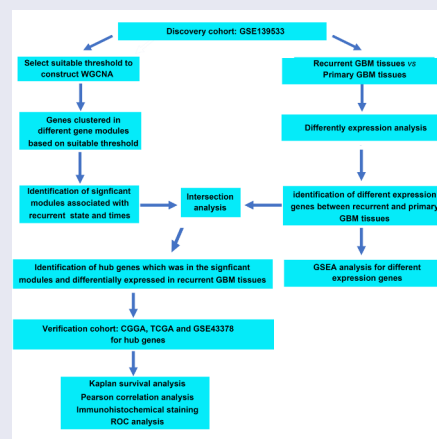 Discovery cohort: GSE139533
Select suitable threshold to
construct WGCNA
Recurrent GBM tissues vs
Primary GBM tissues
Genes clustered in
different gene modules
based on suitable threshold
Differently expression analysis
Identification of signficant
modules associated with
recurrent state and times
Intersection
analysis
identification of different expression
genes between recurrent and primary
GBM tissues
Identification of hub genes which was in the signficant
modules and differentially expressed in recurrent GBM tissues
GSEA analysis for different
expression genes
Verification cohort: CGGA, TCGA and GSE43378
for hub genes
Kaplan survival analysis
Pearson correlation analysis
Immunohistochemical staining
ROC analysis